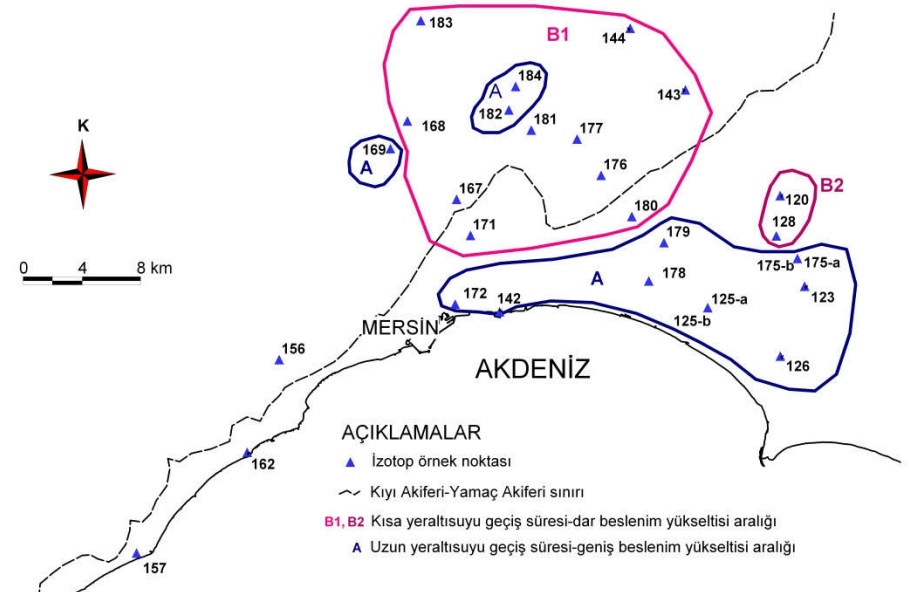 183
B1
144
A
184
182
143
K
168
181
177
169
A
176
120
B2
167
128
180
171
179
175-b
175-a
A
178
123
0 4 8 km
172
142
125-a
MERSİN
125-b
156
126
AKDENİZ
AÇIKLAMALAR
İzotop örnek noktası
162
Kıyı Akiferi-Yamaç Akiferi sınırı
B1, B2 Kısa yeraltısuyu geçiş süresi-dar beslenim yükseltisi aralığı
A Uzun yeraltısuyu geçiş süresi-geniş beslenim yükseltisi aralığı
157